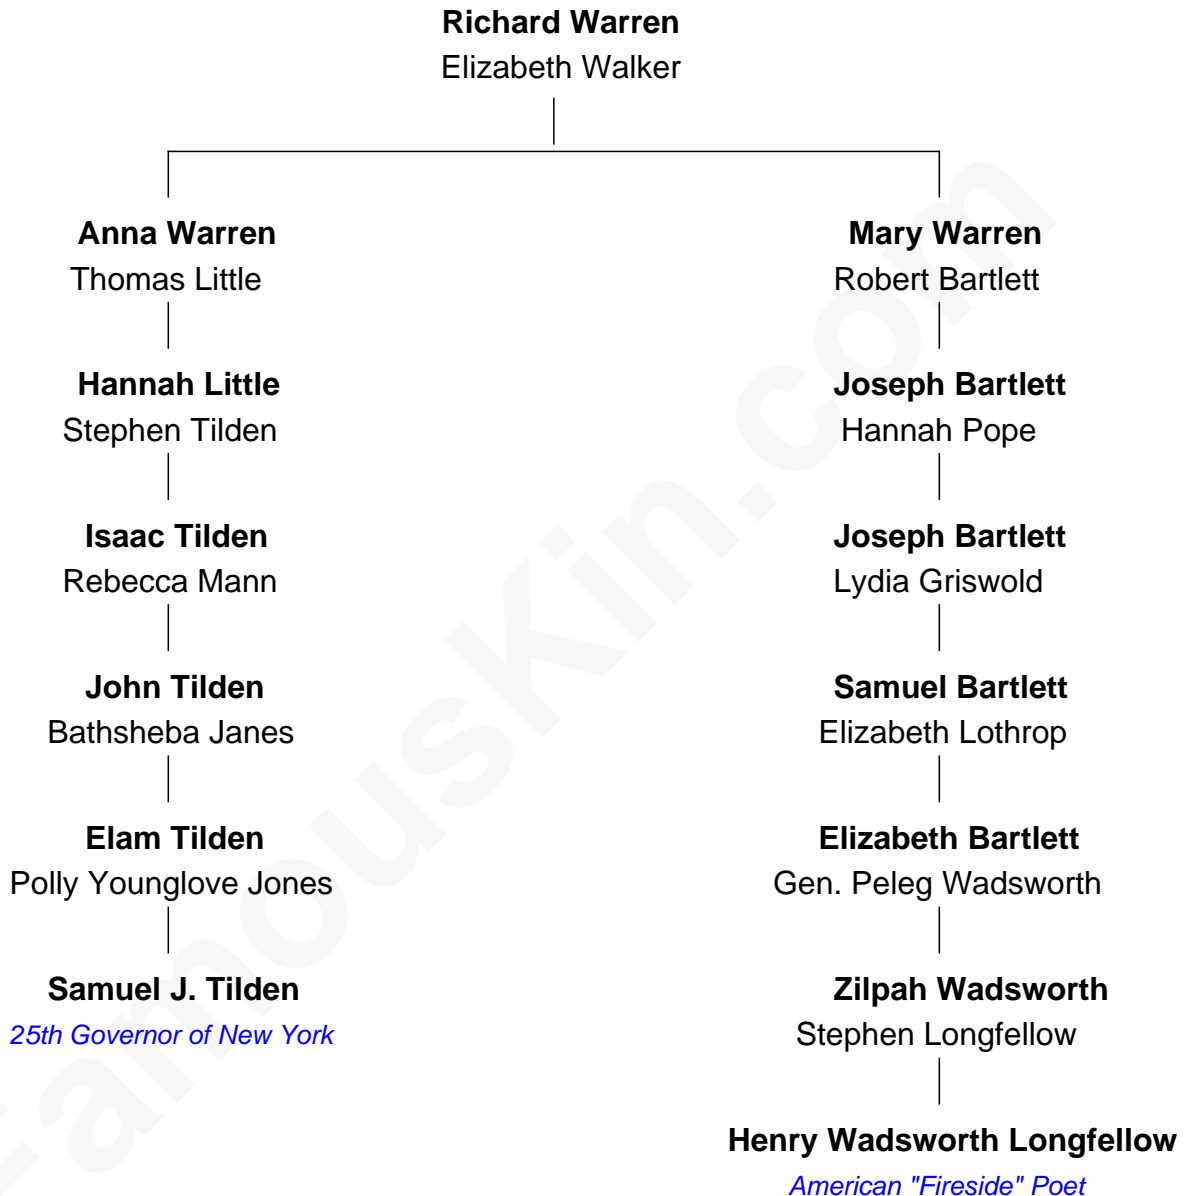 Richard Warren
Elizabeth Walker
Anna Warren
Thomas Little
Hannah Little
Stephen Tilden
Isaac Tilden
Rebecca Mann
John Tilden
Bathsheba Janes
Elam Tilden
Polly Younglove Jones
Samuel J. Tilden
25th Governor of New York
Mary Warren
Robert Bartlett
Joseph Bartlett
Hannah Pope
Joseph Bartlett
Lydia Griswold
Samuel Bartlett
Elizabeth Lothrop
Elizabeth Bartlett
Gen. Peleg Wadsworth
Zilpah Wadsworth
Stephen Longfellow
Henry Wadsworth Longfellow
American "Fireside" Poet
FamousKin.com